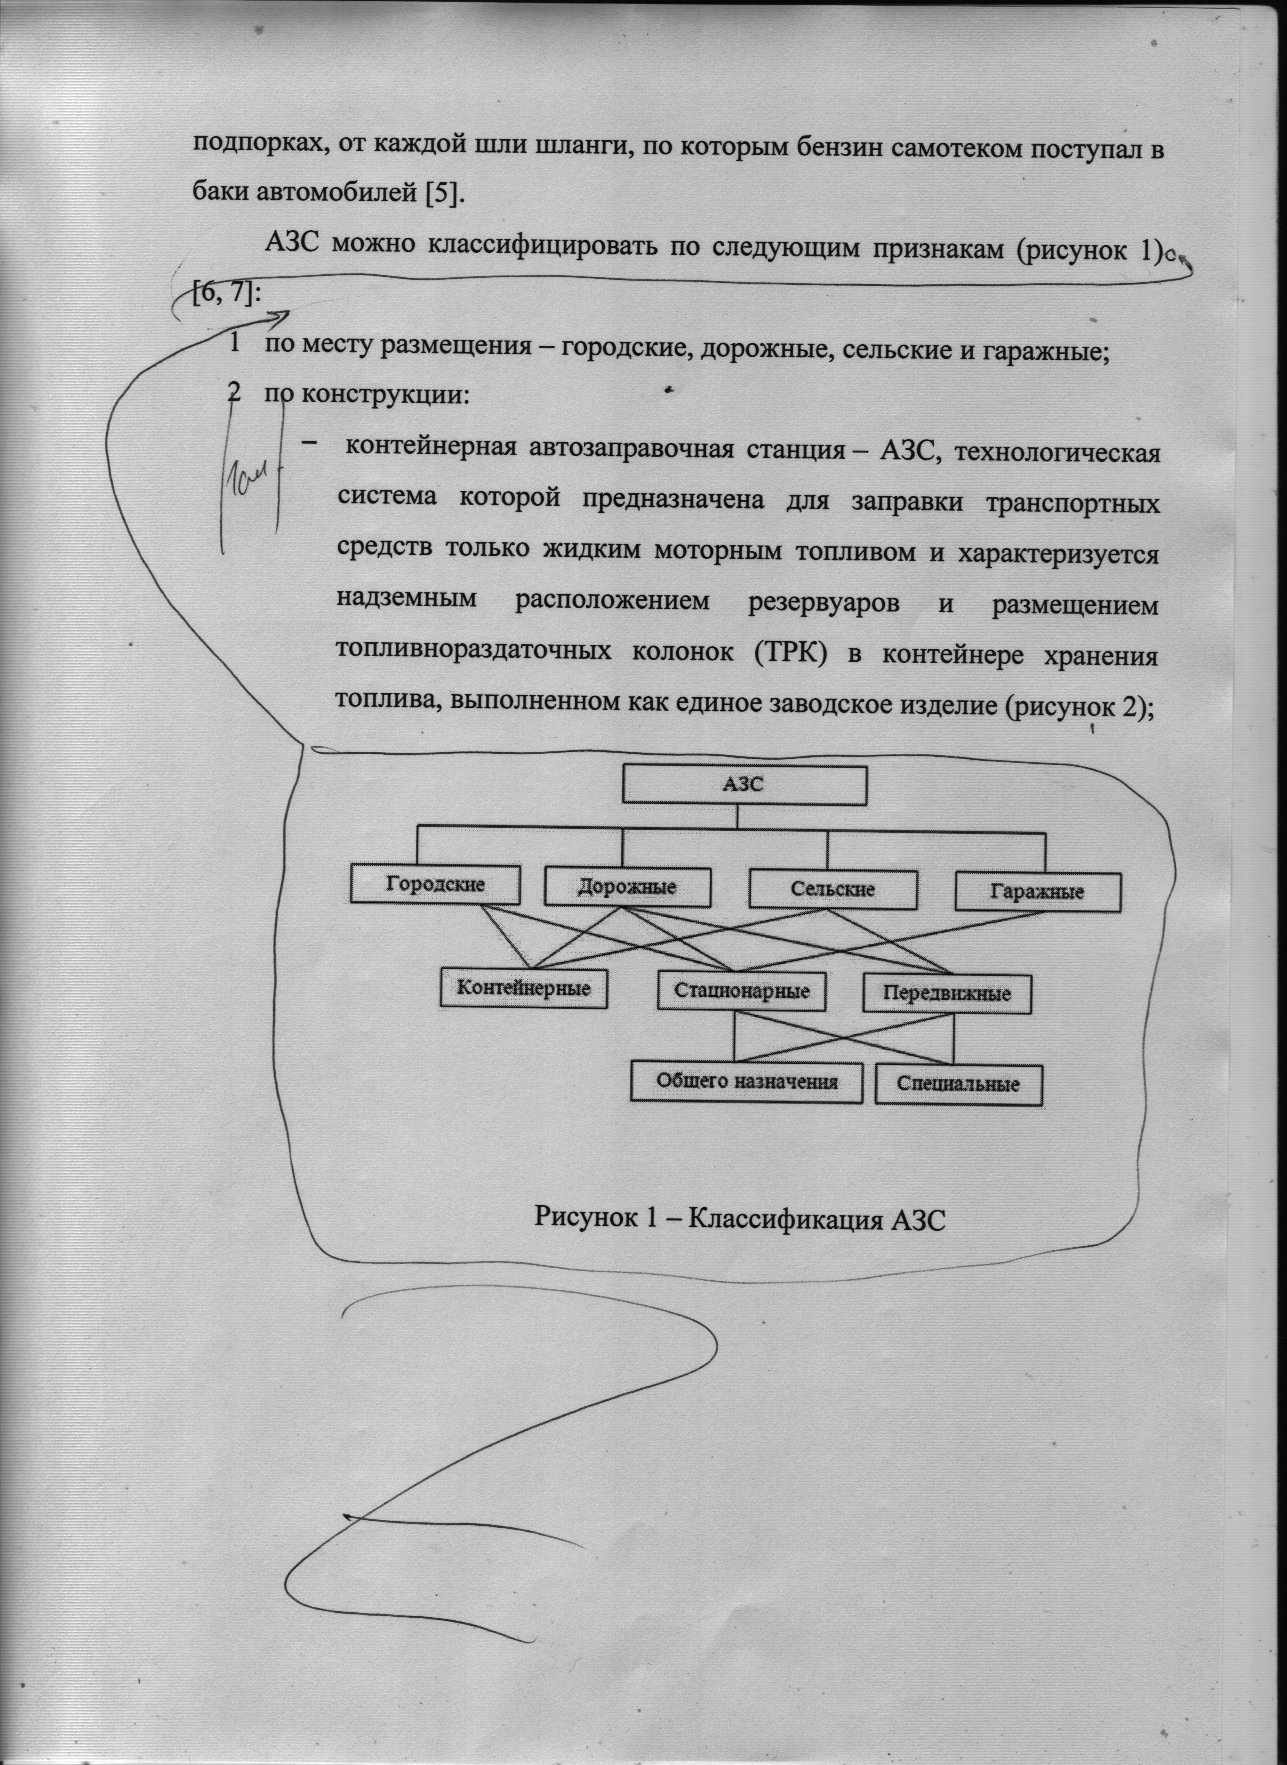 подпорках, от каждой шли шланги, по которым бензин самотеком поступал в
баки автомобилей [5].
АЗС можно классифицировать по следующим признакам (рисунок 1)
[6, 7]:
1 по месту размещения – городские, дорожные, сельские и гаражные;
2 по конструкции:
– контейнерная автозаправочная станция – АЗС, технологическая
система которой предназначена для заправки транспортных
средств только жидким моторным топливом и характеризуется
надземным расположением резервуаров и размещением
топливнораздаточных колонок (ТРК) в контейнере хранения
топлива, выполненном как единое заводское изделие (рисунок 2);
АЗС
Городские Дорожные Сельские Гаражные
Контейнерные Стационарные Передвижные
Общего назначения Специальные
Рисунок 1 – Классификация АЗС